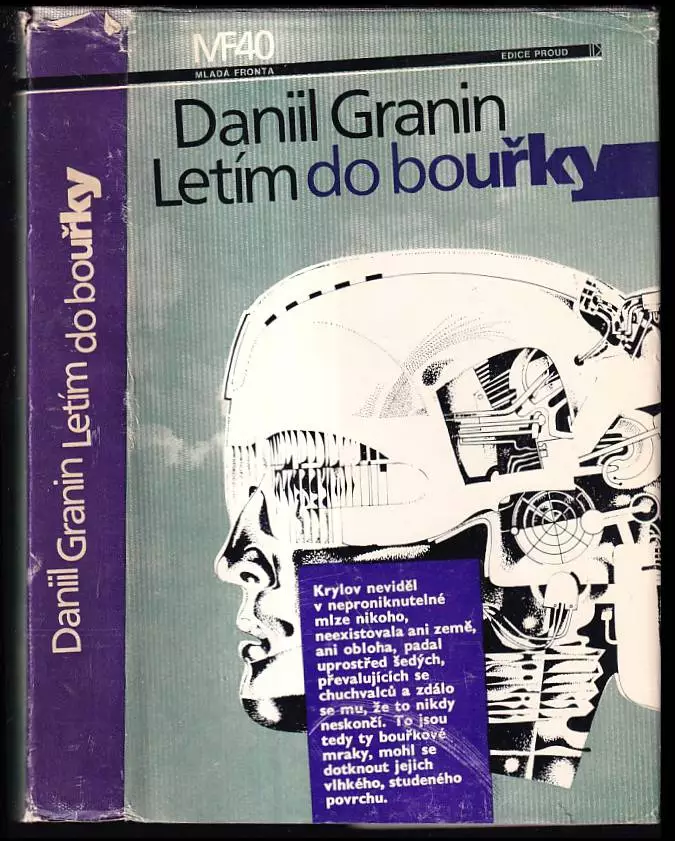 MF40
MLADÁ FRONTA
EDICE PROUD
Daniil Granin
Letím do bouřky
Daniil Granin Letím do bouřky
Krylov neviděl
v neproniknutelné
mlze nikoho,
neexistovala ani země,
ani obloha, padal
uprostřed šedých,
převalujících se
chuchvalců a zdálo
se mu, že to nikdy
neskončí. To jsou
tedy ty bouřkové
mraky, mohl se
dotknout jejich
vlhkého, studeného
povrchu.